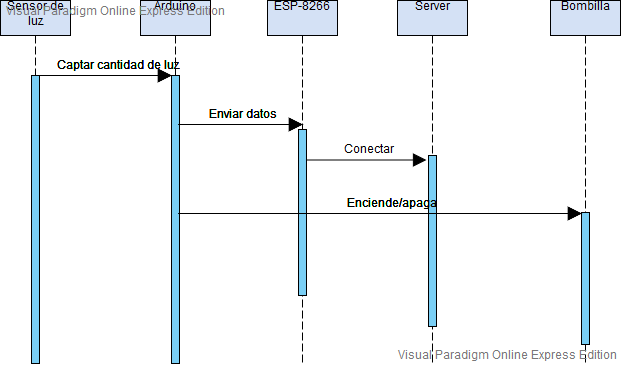 Sensor de
luz
Arduino
ESP-8266
Server
Bombilla
Visual Paradigm Online Express Edition
Captar cantidad de luz
Enviar datos
Conectar
Enciende/apaga
Visual Paradigm Online Express Edition